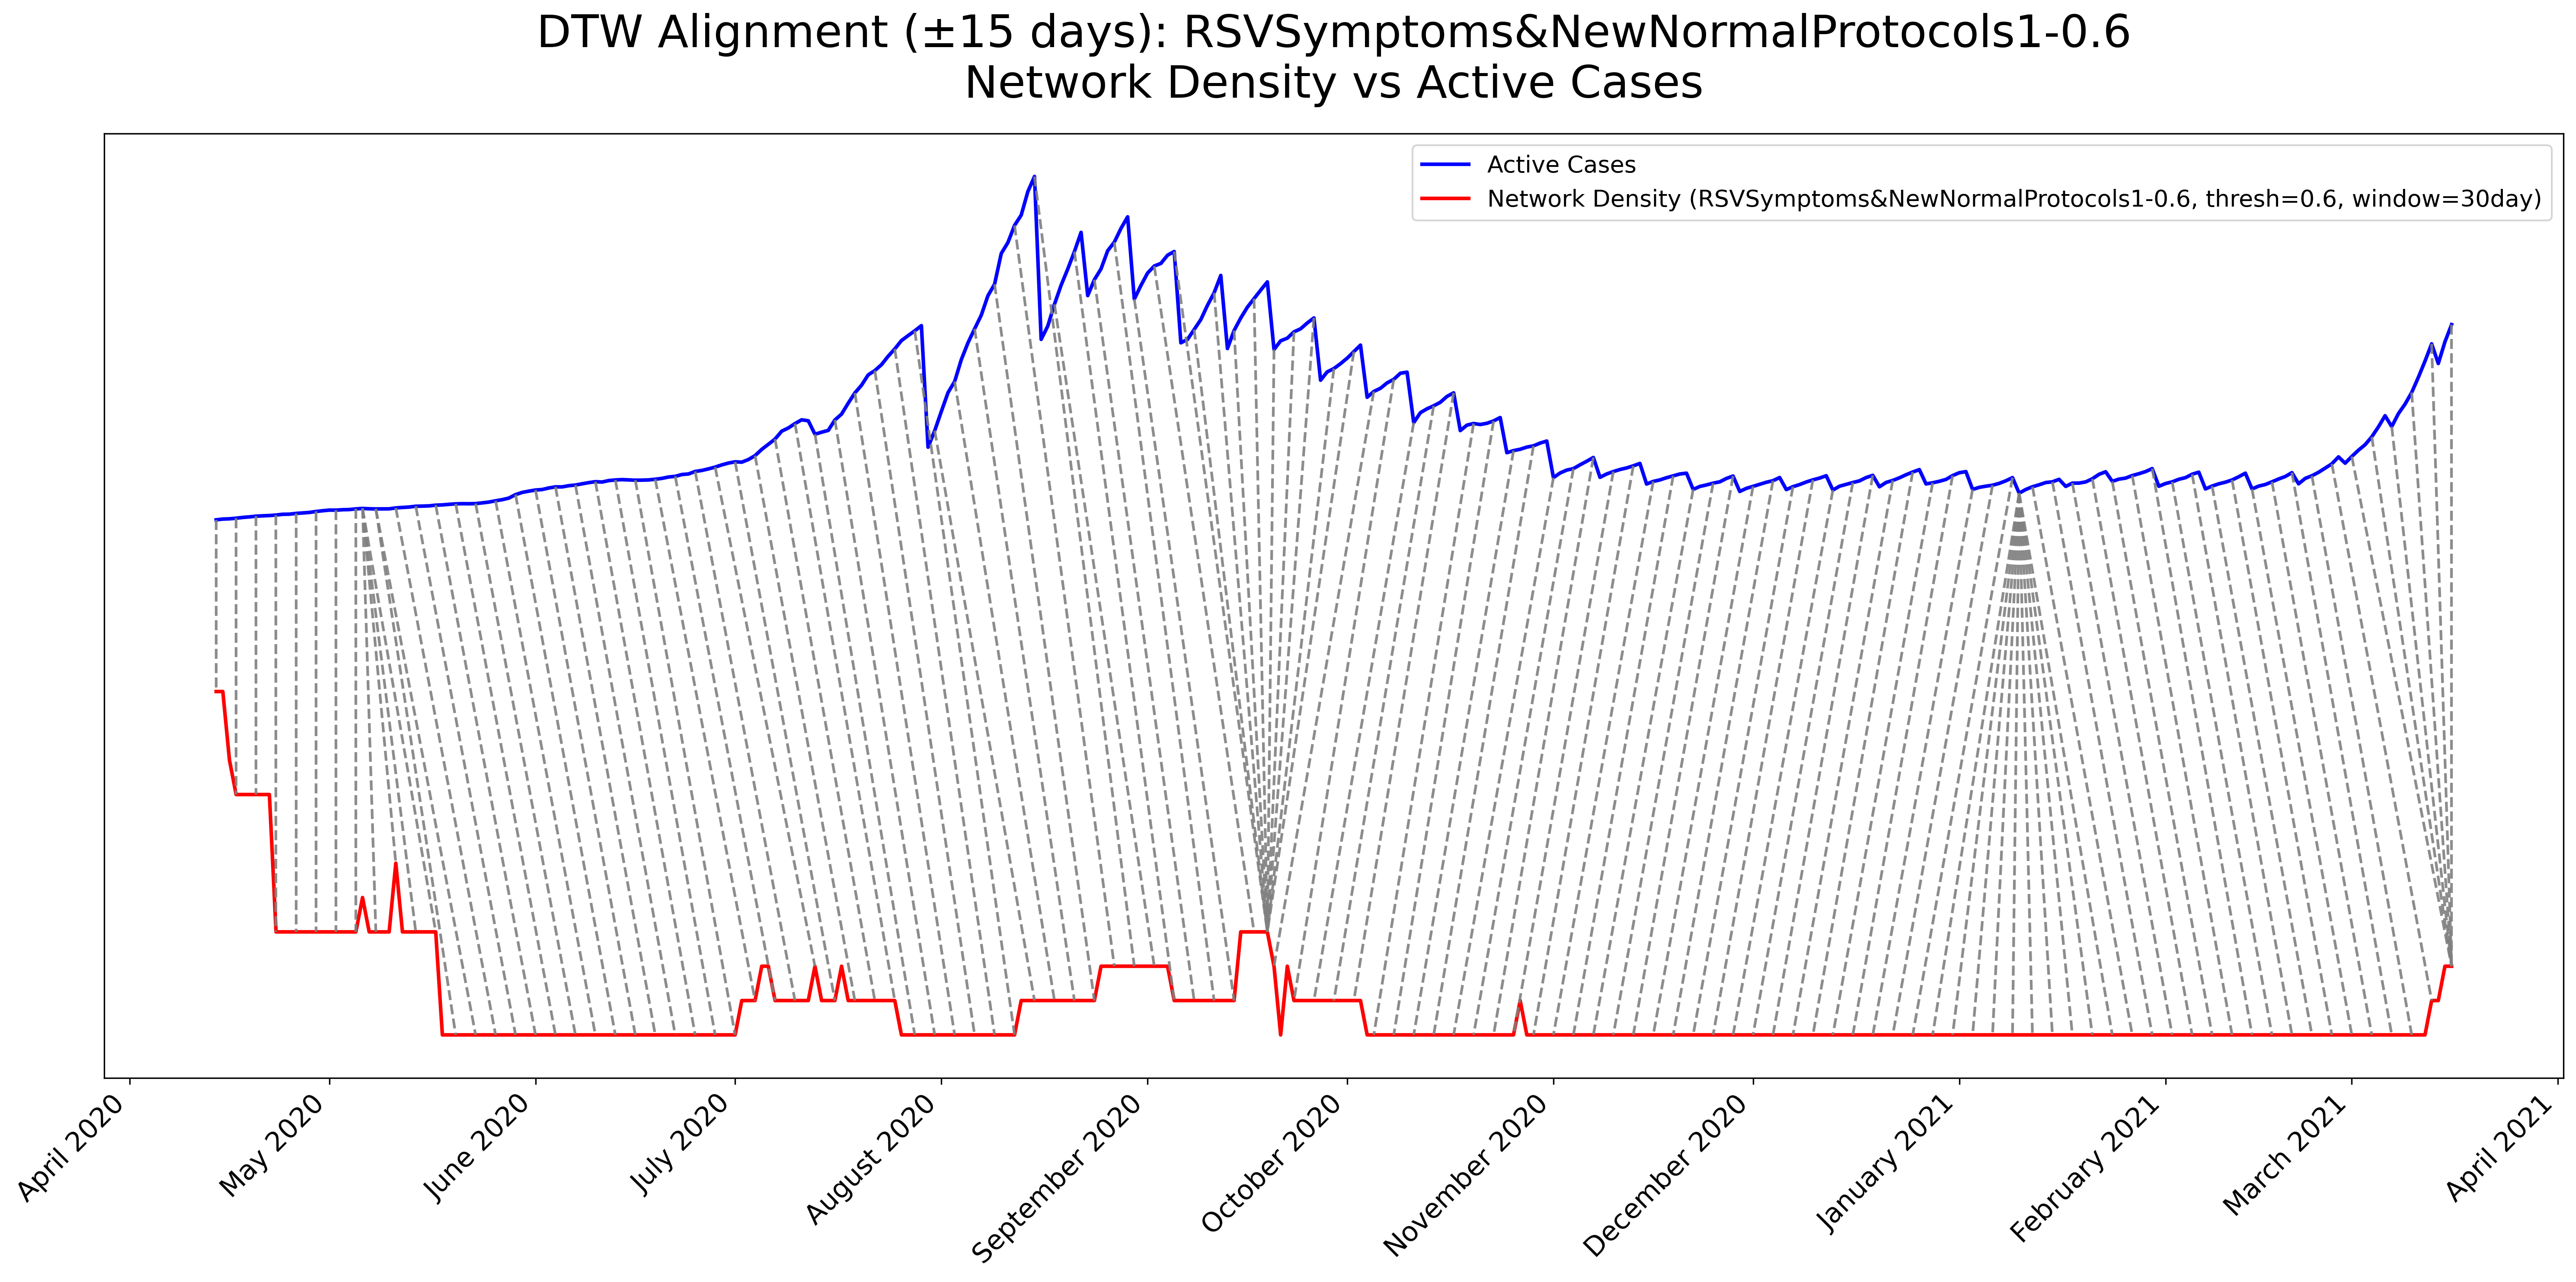 DTW Alignment (±15 days): RSVSymptoms&NewNormalProtocols1-0.6
Network Density vs Active Cases
Active Cases
Network Density (RSVSymptoms&NewNormalProtocols1-0.6, thresh=0.6, window=30day)
April 2020
May 2020
June 2020
July 2020
August 2020
September 2020
October 2020
November 2020
December 2020
January 2021
February 2021
March 2021
April 2021